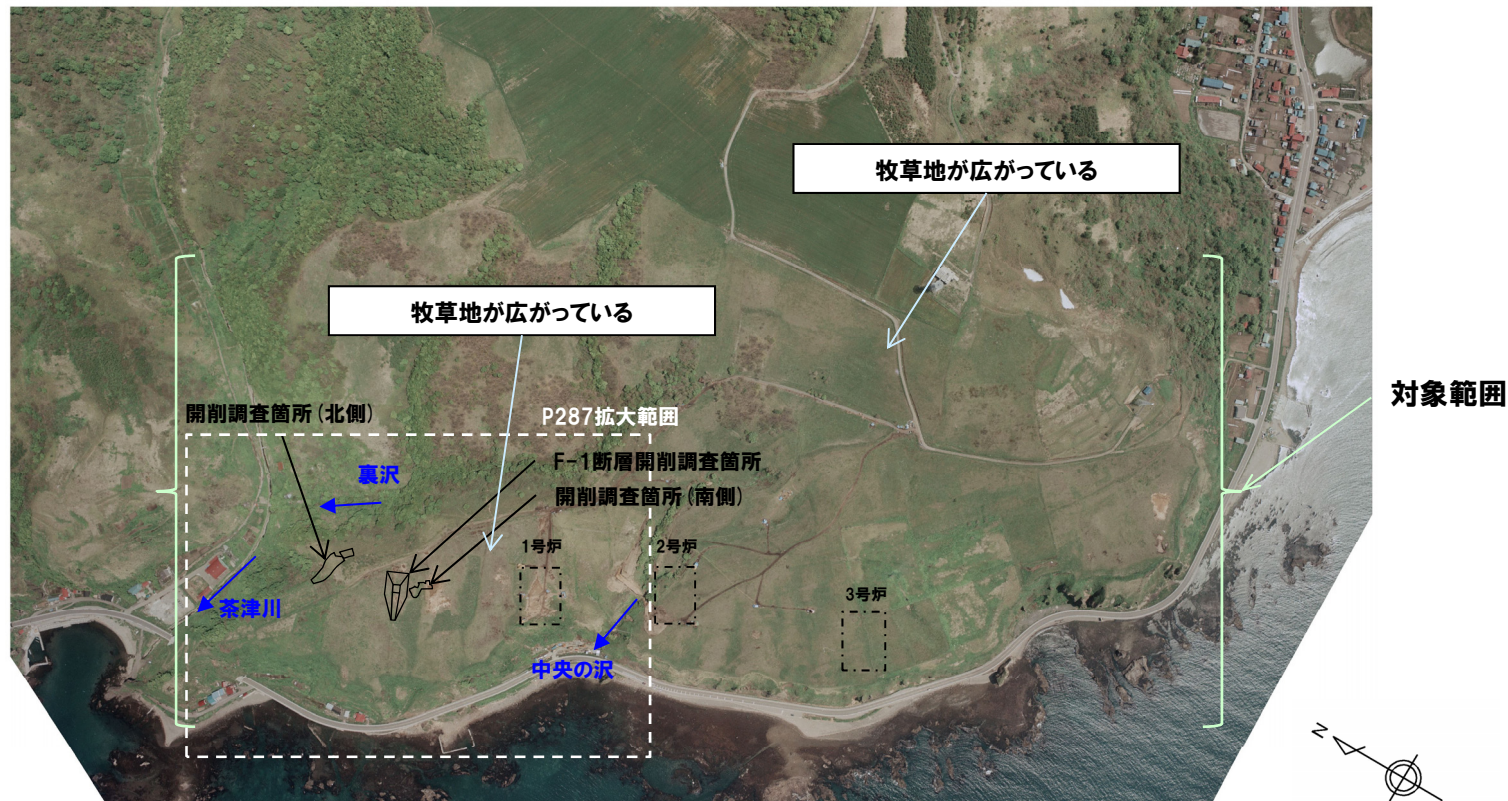 牧草地が広がっている
牧草地が広がっている
対象範囲
開削調査箇所(北側)
P287拡大範囲
F-1断層開削調査箇所
裏沢
開削調査箇所(南側)
1号炉
2号炉
3号炉
茶津川
中央の沢
N